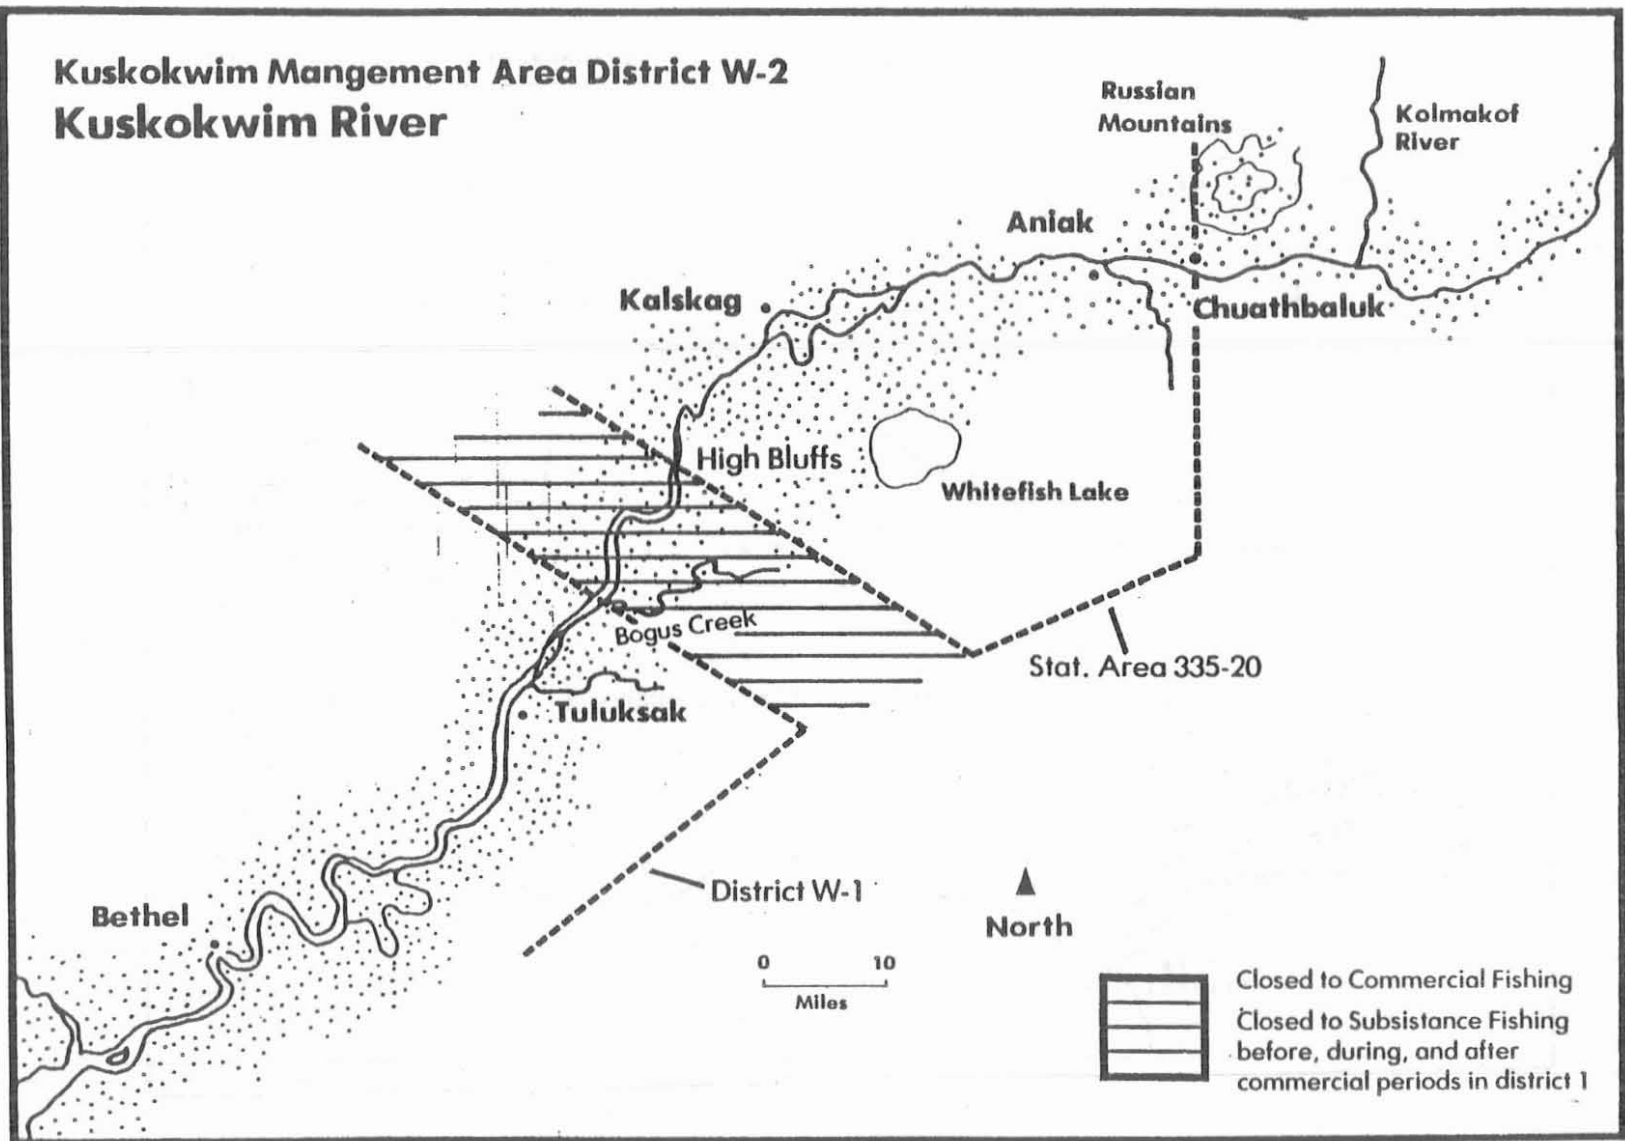 Kuskokwim Mangement Area District W-2
Kuskokwim River
Russian
Mountains
Kolmakof
River
Aniak
Kalskag
Chuathbaluk
High Bluffs
Whitefish Lake
Bogus Creek
Stat. Area 335-20
Tuluksak
District W-1
Bethel
North
0 10
Miles
Closed to Commercial Fishing
Closed to Subsistance Fishing
before, during, and after
commercial periods in district 1